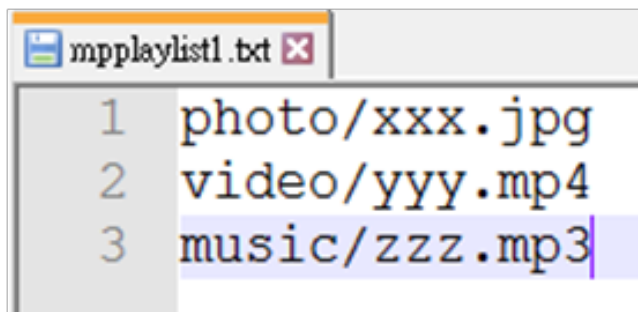 mpplaylist1.txt
1 photo/xxx.jpg
2 video/yyy.mp4
3 music/zzz.mp3